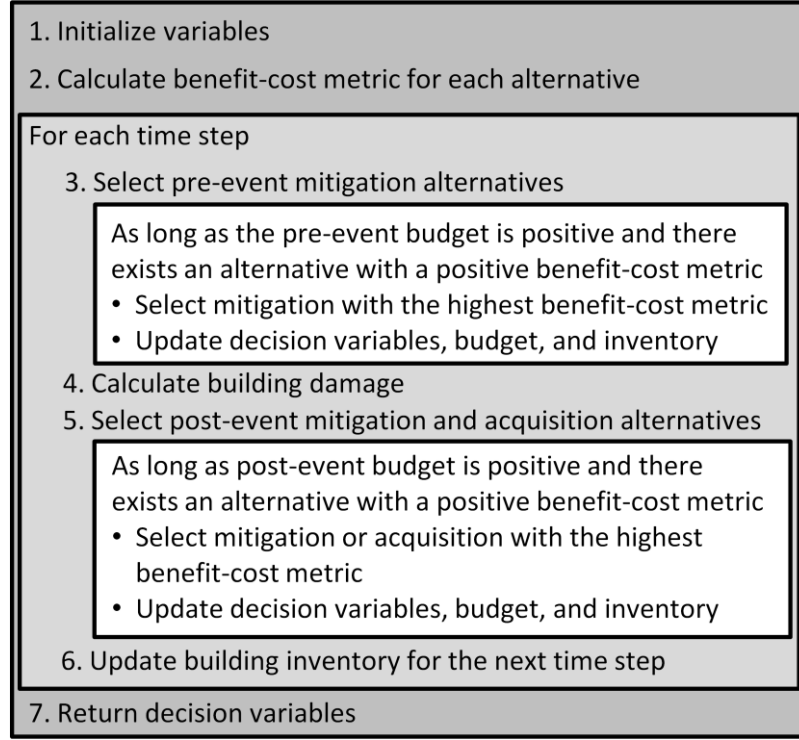 1. Initialize variables
2. Calculate benefit-cost metric for each alternative
For each time step
3. Select pre-event mitigation alternatives
As long as the pre-event budget is positive and there
exists an alternative with a positive benefit-cost metric
• Select mitigation with the highest benefit-cost metric
• Update decision variables, budget, and inventory
4. Calculate building damage
5. Select post-event mitigation and acquisition alternatives
As long as post-event budget is positive and there
exists an alternative with a positive benefit-cost metric
• Select mitigation or acquisition with the highest
benefit-cost metric
• Update decision variables, budget, and inventory
6. Update building inventory for the next time step
7. Return decision variables